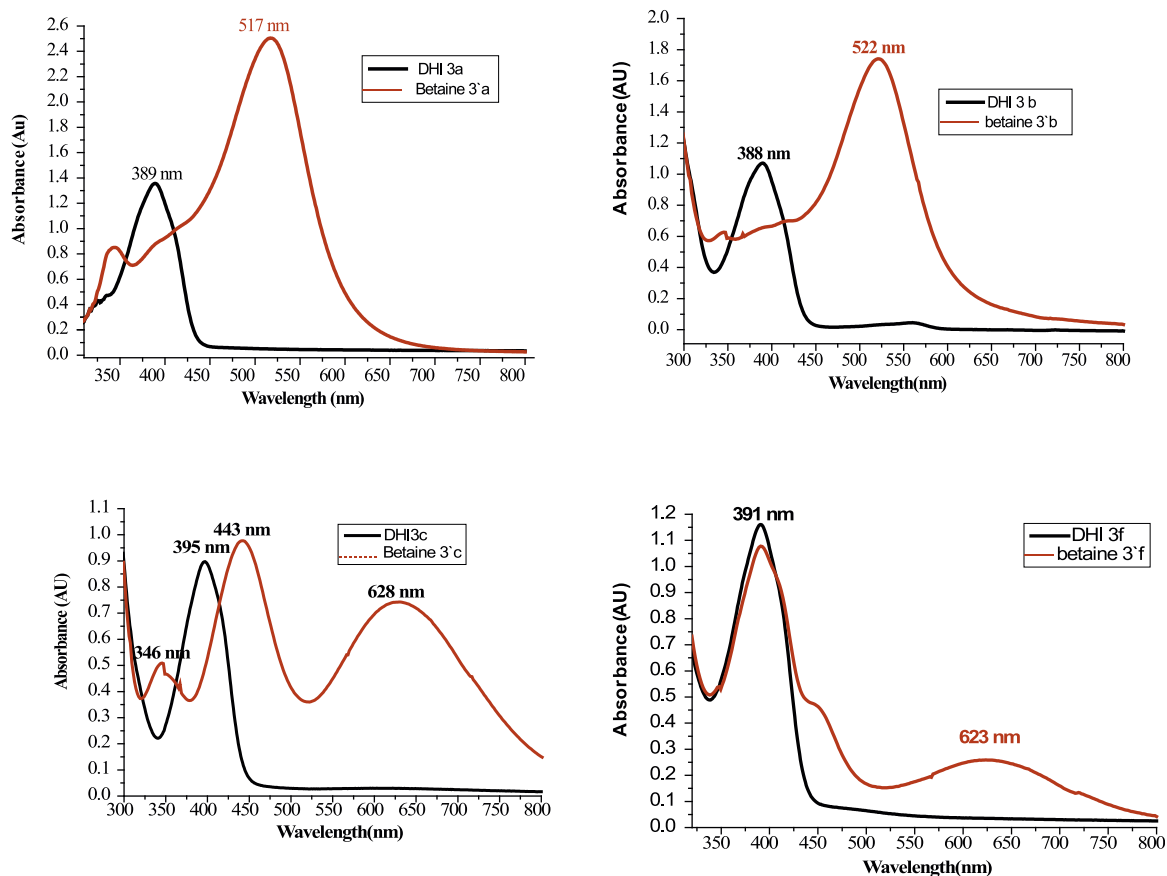 517 nm
2.6
2.4
2.2
2.0
1.8
1.6
1.4
1.2
1.0
0.8
0.6
0.4
0.2
0.0
Absorbance (Au)
DHI 3a
Betaine 3`a
389 nm
350 400 450 500 550 600 650 700 750 800
Wavelength (nm)
2.0
1.8
1.6
1.4
1.2
1.0
0.8
0.6
0.4
0.2
0.0
Absorbance (AU)
522 nm
DHI 3 b
betaine 3`b
388 nm
300 350 400 450 500 550 600 650 700 750 800
Wavelength(nm)
1.1
1.0
0.9
0.8
0.7
0.6
0.5
0.4
0.3
0.2
0.1
0.0
Absorbance (AU)
443 nm
395 nm
DHI3c
Betaine 3`c
628 nm
346 nm
300 350 400 450 500 550 600 650 700 750 800
Wavelength(nm)
1.2
1.1
1.0
0.9
0.8
0.7
0.6
0.5
0.4
0.3
0.2
0.1
0.0
Absorbance (AU)
391 nm
DHI 3f
betaine 3`f
623 nm
350 400 450 500 550 600 650 700 750 800
Wavelength(nm)